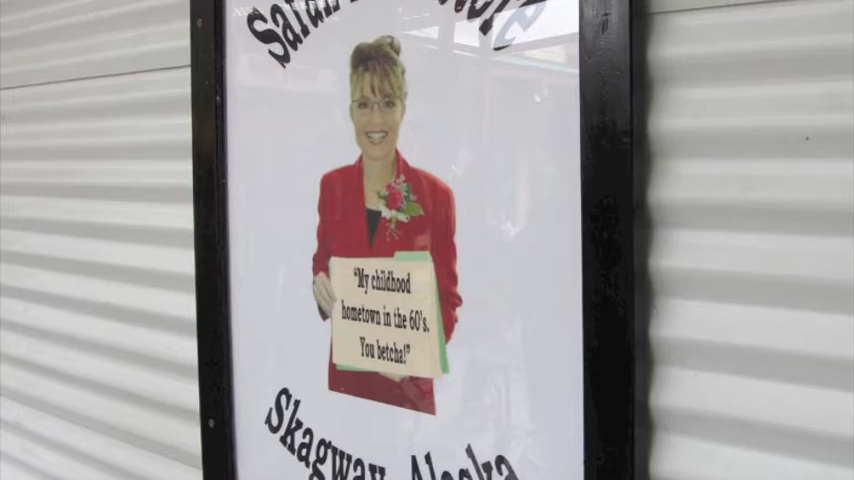 Sarah
"My childhood
hometown in the 60's.
You betcha!"
Skagway, Alaska